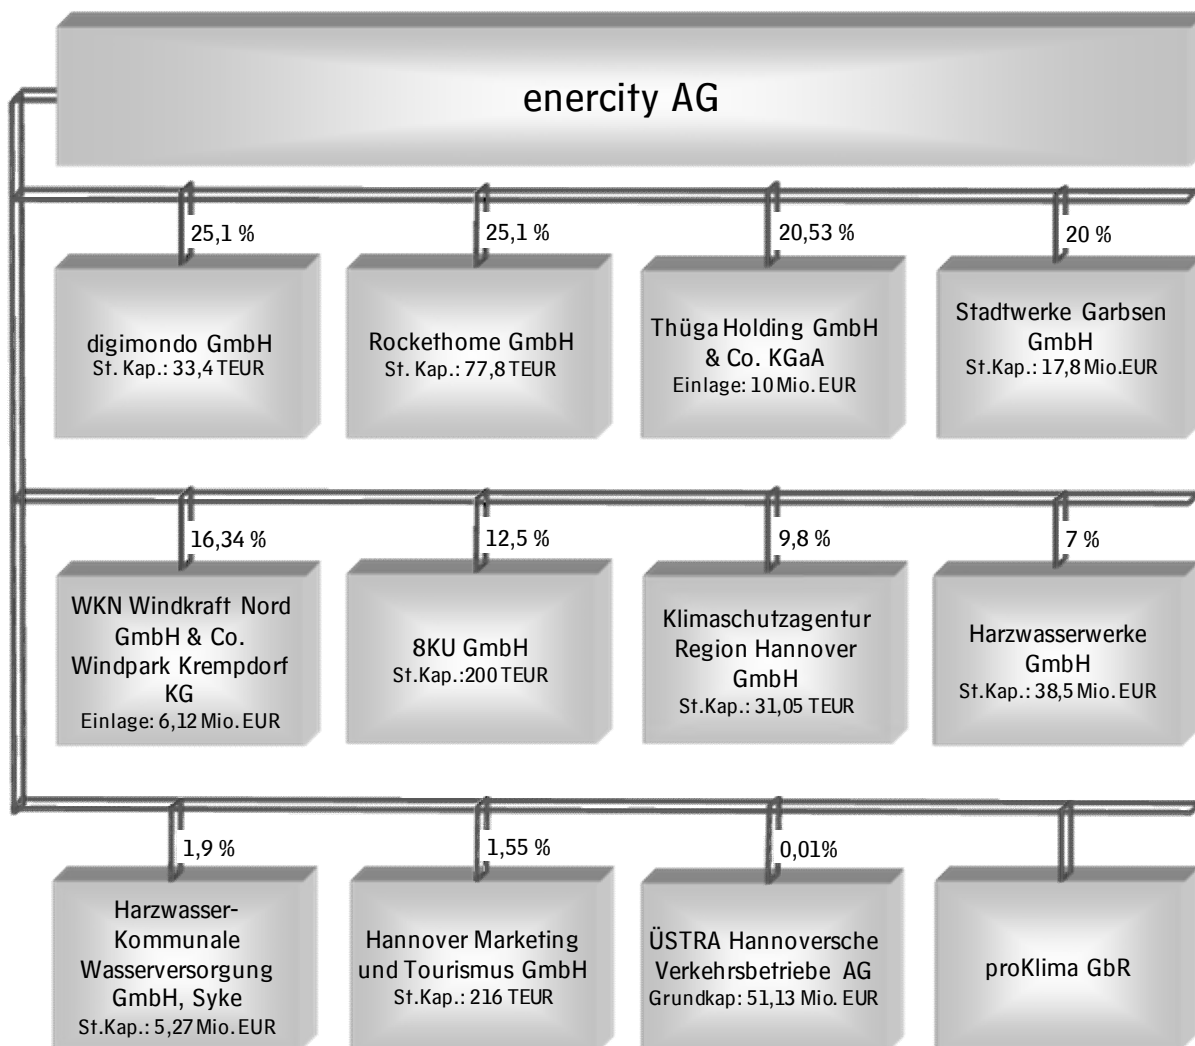 enercity AG
25,1 %
25,1 %
20,53 %
20 %
digimondo GmbH
St. Kap.: 33,4 TEUR
Rockethome GmbH
St. Kap.: 77,8 TEUR
Thüga Holding GmbH
& Co. KGaA
Einlage: 10 Mio. EUR
Stadtwerke Garbsen
GmbH
St.Kap.: 17,8 Mio.EUR
16,34 %
12,5 %
9,8 %
7 %
WKN Windkraft Nord
GmbH & Co.
Windpark Krempdorf
KG
Einlage: 6,12 Mio. EUR
8KU GmbH
St.Kap.:200 TEUR
Klimaschutzagentur
Region Hannover
GmbH
St.Kap.: 31,05 TEUR
Harzwasserwerke
GmbH
St.Kap.: 38,5 Mio.EUR
1,9 %
1,55 %
0,01%
Harzwasser-
Kommunale
Wasserversorgung
GmbH, Syke
St.Kap.: 5,27 Mio. EUR
Hannover Marketing
und Tourismus GmbH
St.Kap.: 216 TEUR
ÜSTRA Hannoversche
Verkehrsbetriebe AG
Grundkap: 51,13 Mio. EUR
proKlima GbR